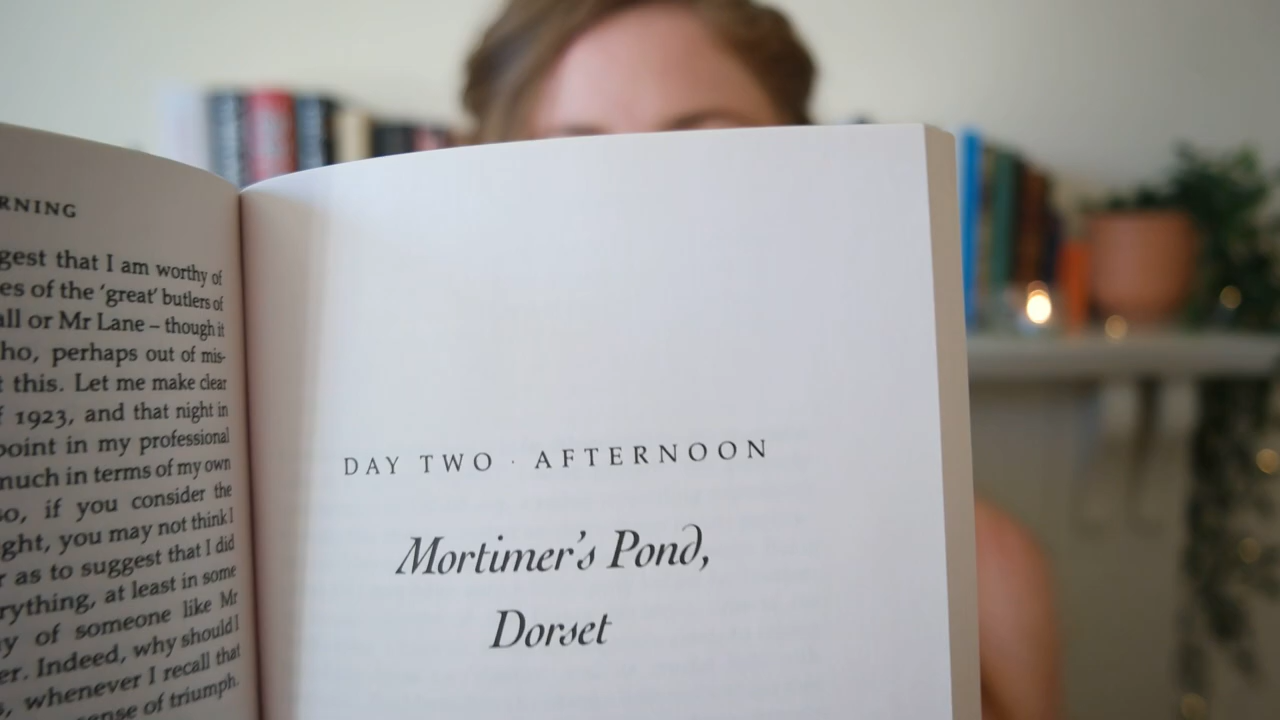 RNING
gest that I am worthy of
es of the ‘great’ butlers of
all or Mr Lane – though it
ho, perhaps out of mis-
t this. Let me make clear
f 1923, and that night in
point in my professional
much in terms of my own
so, if you consider the
ght, you may not think I
r as to suggest that I did
rything, at least in some
y of someone like Mr
er. Indeed, why should I
s, whenever I recall that
ense of triumph.
DAY TWO · AFTERNOON
Mortimer’s Pond,
Dorset